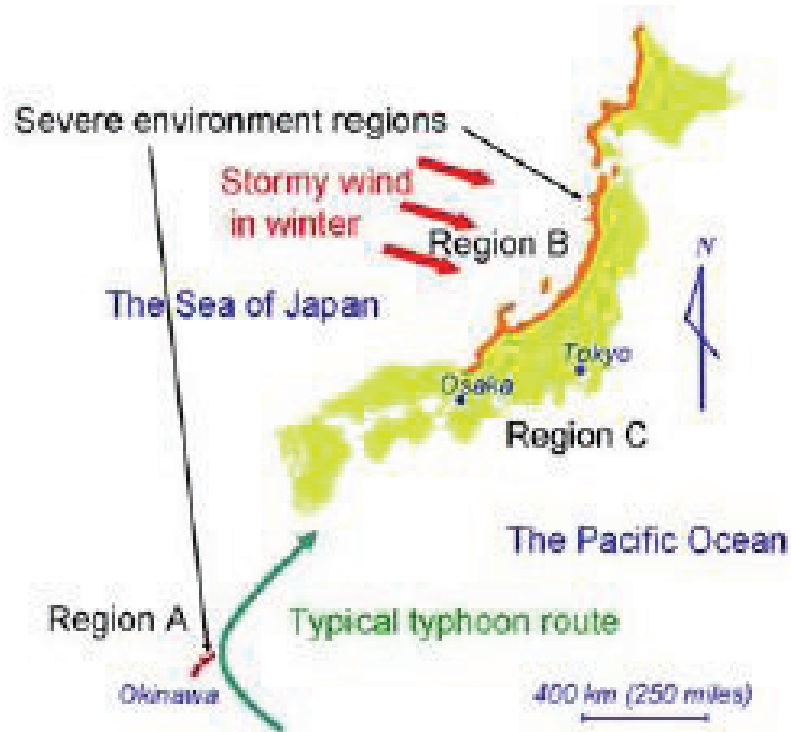 Severe environment regions
Stormy wind
in winter
Region B
N
The Sea of Japan
Tokyo
Osaka
Region C
The Pacific Ocean
Region A
Typical typhoon route
Okinawa
400 km (250 miles)